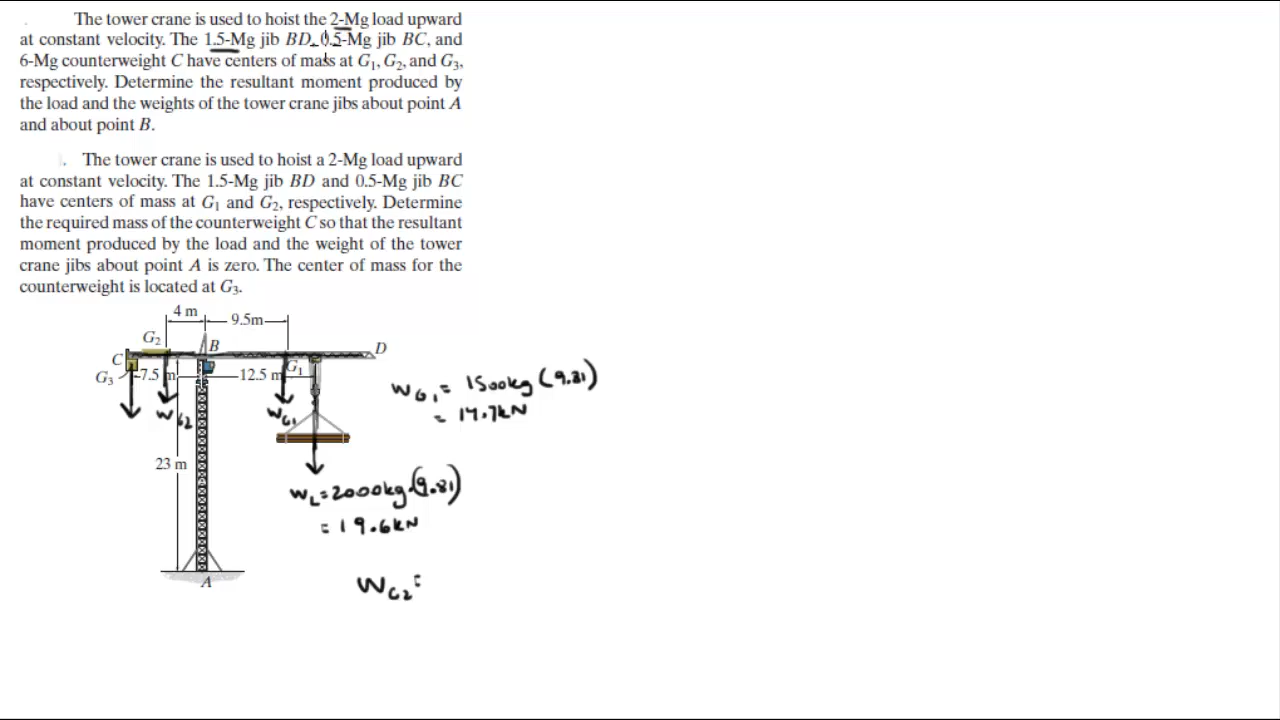 The tower crane is used to hoist the 2-Mg load upward
at constant velocity. The 1.5-Mg jib BD, 0.5-Mg jib BC, and
6-Mg counterweight C have centers of mass at G₁, G₂, and G₃,
respectively. Determine the resultant moment produced by
the load and the weights of the tower crane jibs about point A
and about point B.
. The tower crane is used to hoist a 2-Mg load upward
at constant velocity. The 1.5-Mg jib BD and 0.5-Mg jib BC
have centers of mass at G₁ and G₂, respectively. Determine
the required mass of the counterweight C so that the resultant
moment produced by the load and the weight of the tower
crane jibs about point A is zero. The center of mass for the
counterweight is located at G₃.
4 m
9.5m
G₂
B
D
C
G₃
7.5 m
12.5 m
G₁
W_G₂
W_G₁
W_G₁ = 1500kg (9.81)
= 14.7kN
23 m
W_L = 2000kg.(9.81)
= 19.6kN
A
W_G₂ =